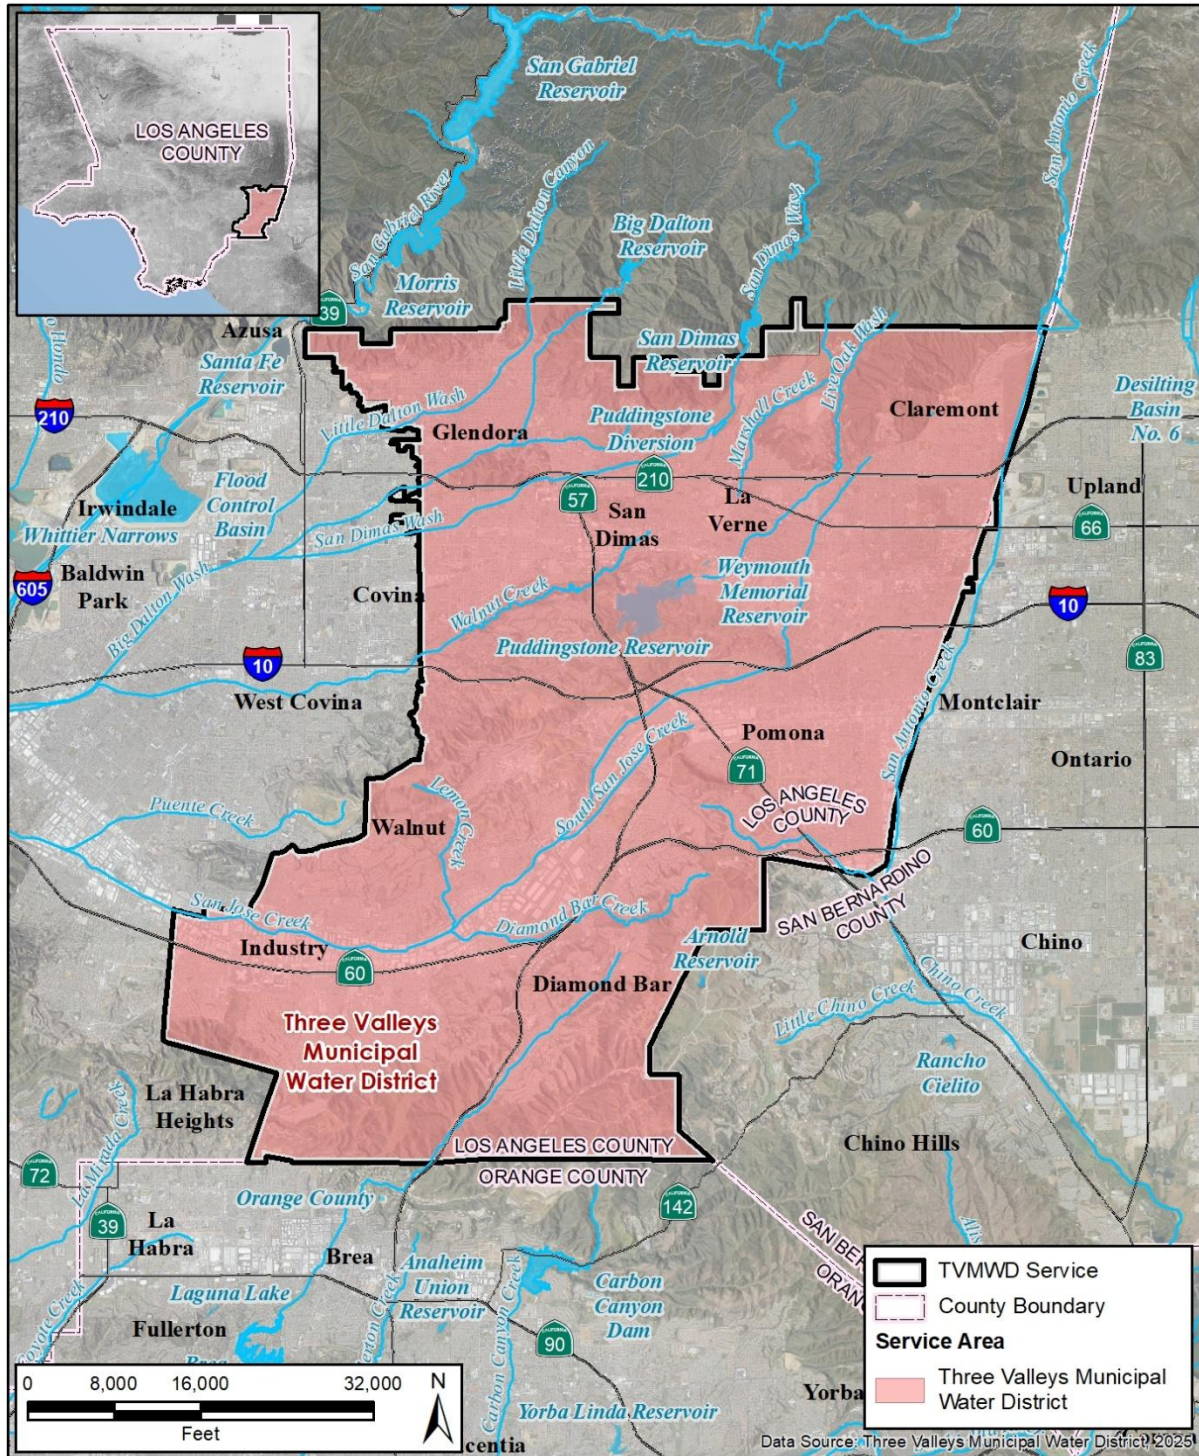 LOS ANGELES
COUNTY
San Gabriel
Reservoir
San Antonio Creek
San Gabriel River
Little Dalton Canyon
Big Dalton
Reservoir
San Dimas Wash
Morris
Reservoir
CALIFORNIA
39
Azusa
Santa Fe
Reservoir
San Dimas
Reservoir
Live Oak Wash
Marshall Creek
Hondo
210
Little Dalton Wash
Glendora
Puddingstone
Diversion
Claremont
Desilting
Basin
No. 6
Flood
Control
Basin
Irwindale
Whittier Narrows
San Dimas Wash
57
San
Dimas
210
La
Verne
Upland
66
605
Baldwin
Park
Big Dalton Wash
Covina
Walnut Creek
Weymouth
Memorial
Reservoir
10
Puddingstone Reservoir
83
10
West Covina
San Antonio Creek
Montclair
Pomona
Ontario
71
South San Jose Creek
Lemon Creek
Puente Creek
Walnut
LOS ANGELES
COUNTY
60
SAN BERNARDINO
COUNTY
San Jose Creek
Industry
60
Diamond Bar Creek
Arnold
Reservoir
Chino
Diamond Bar
Chino Creek
Little Chino Creek
Three Valleys
Municipal
Water District
Rancho
Cielito
La Habra
Heights
La Mirada Creek
Chino Hills
LOS ANGELES COUNTY
ORANGE COUNTY
72
Orange County
142
39
La
Habra
Brea
Anaheim
Union
Reservoir
Carbon
Canyon
Dam
Laguna Lake
Fullerton
Coyote Creek
Carbon Canyon Creek
90
Yorba Linda Reservoir
Yorba
centia
TVMWD Service
County Boundary
Service Area
Three Valleys Municipal
Water District
0 8,000 16,000 32,000
Feet
N
Data Source: Three Valleys Municipal Water District, 2025